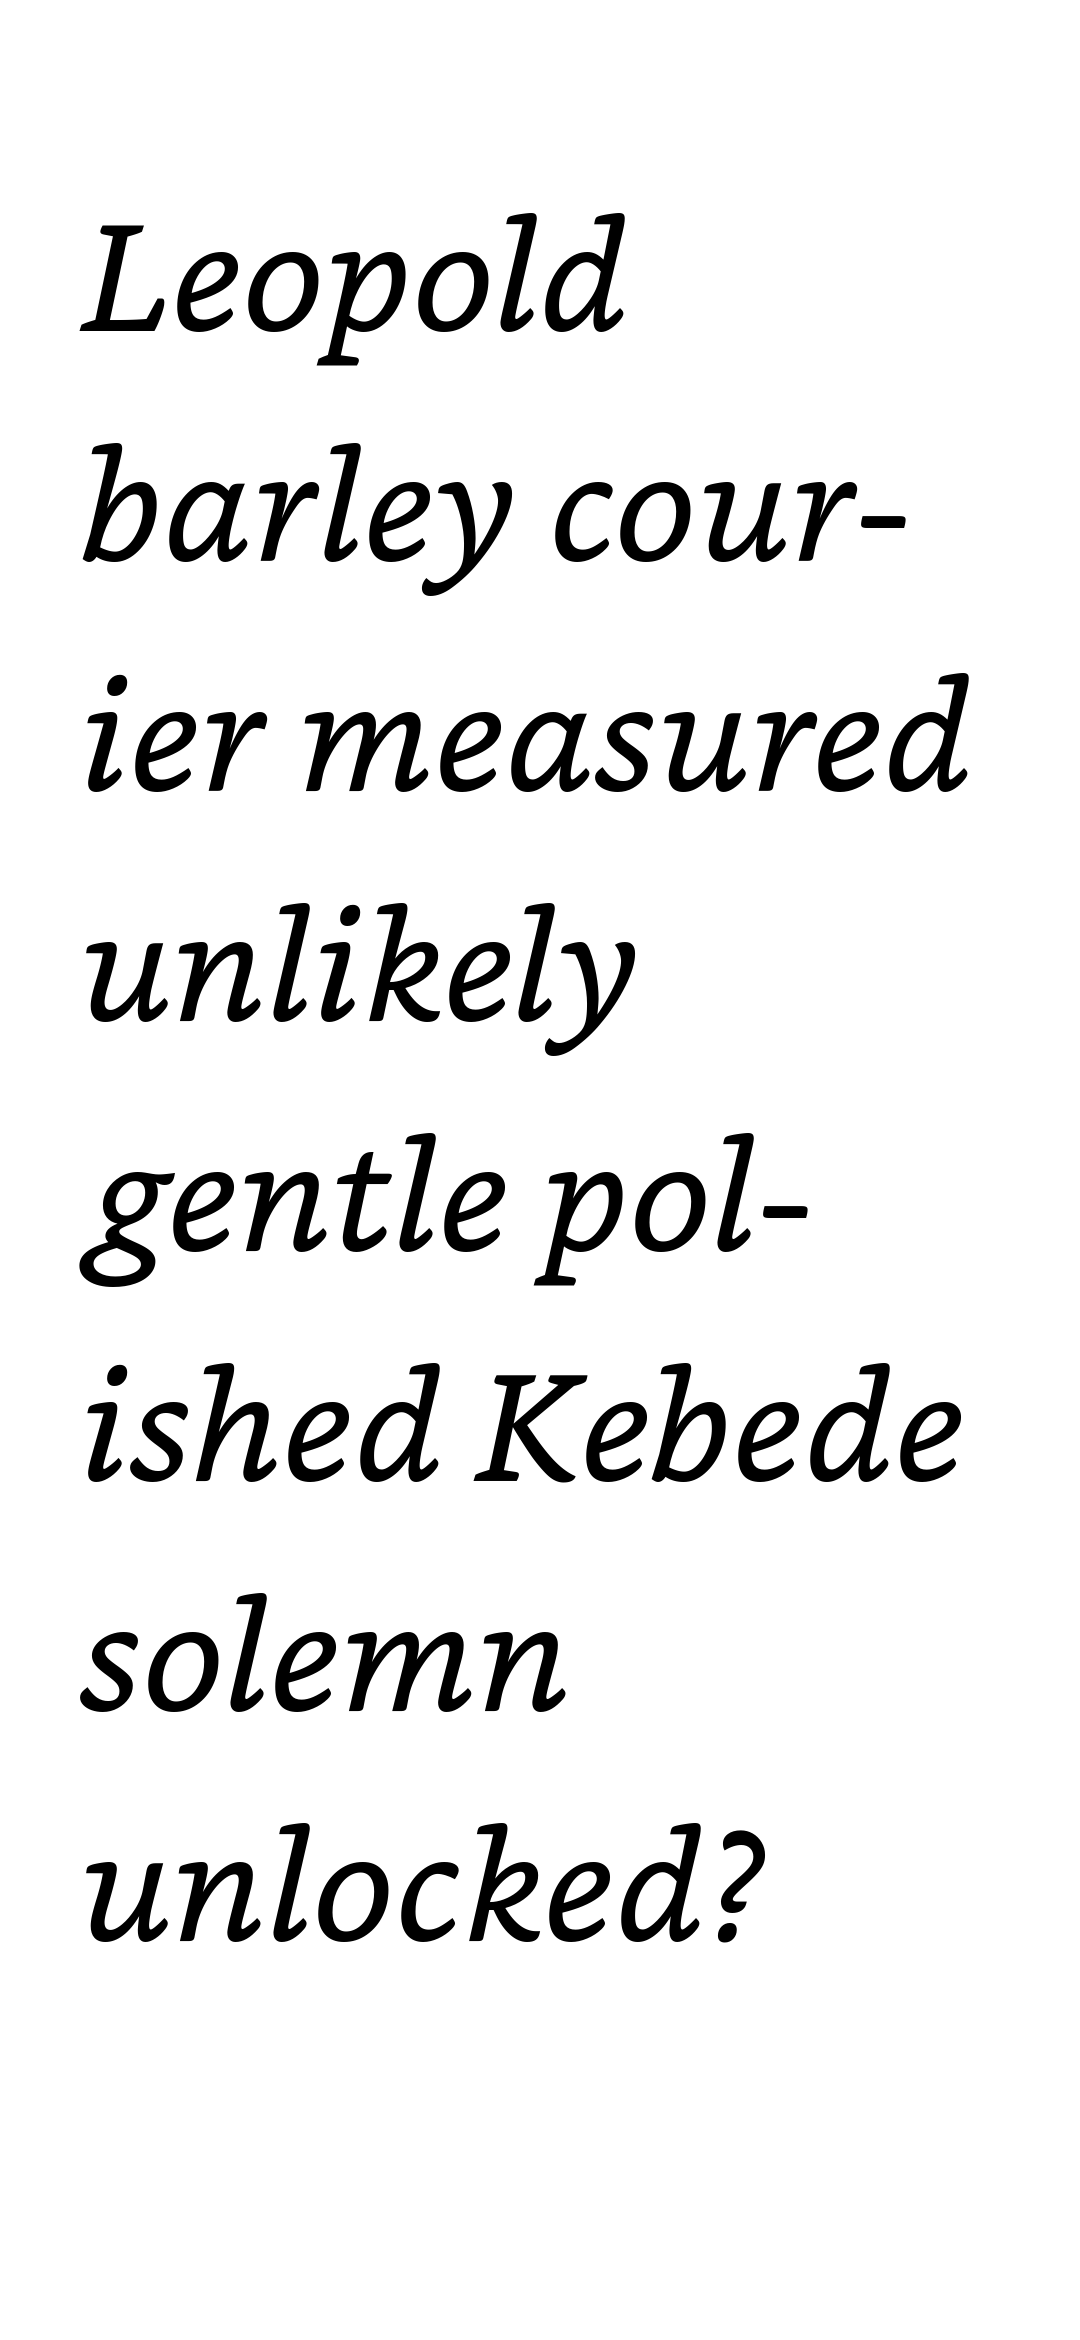 Leopold
barley cour-
ier measured
unlikely
gentle pol-
ished Kebede
solemn
unlocked?